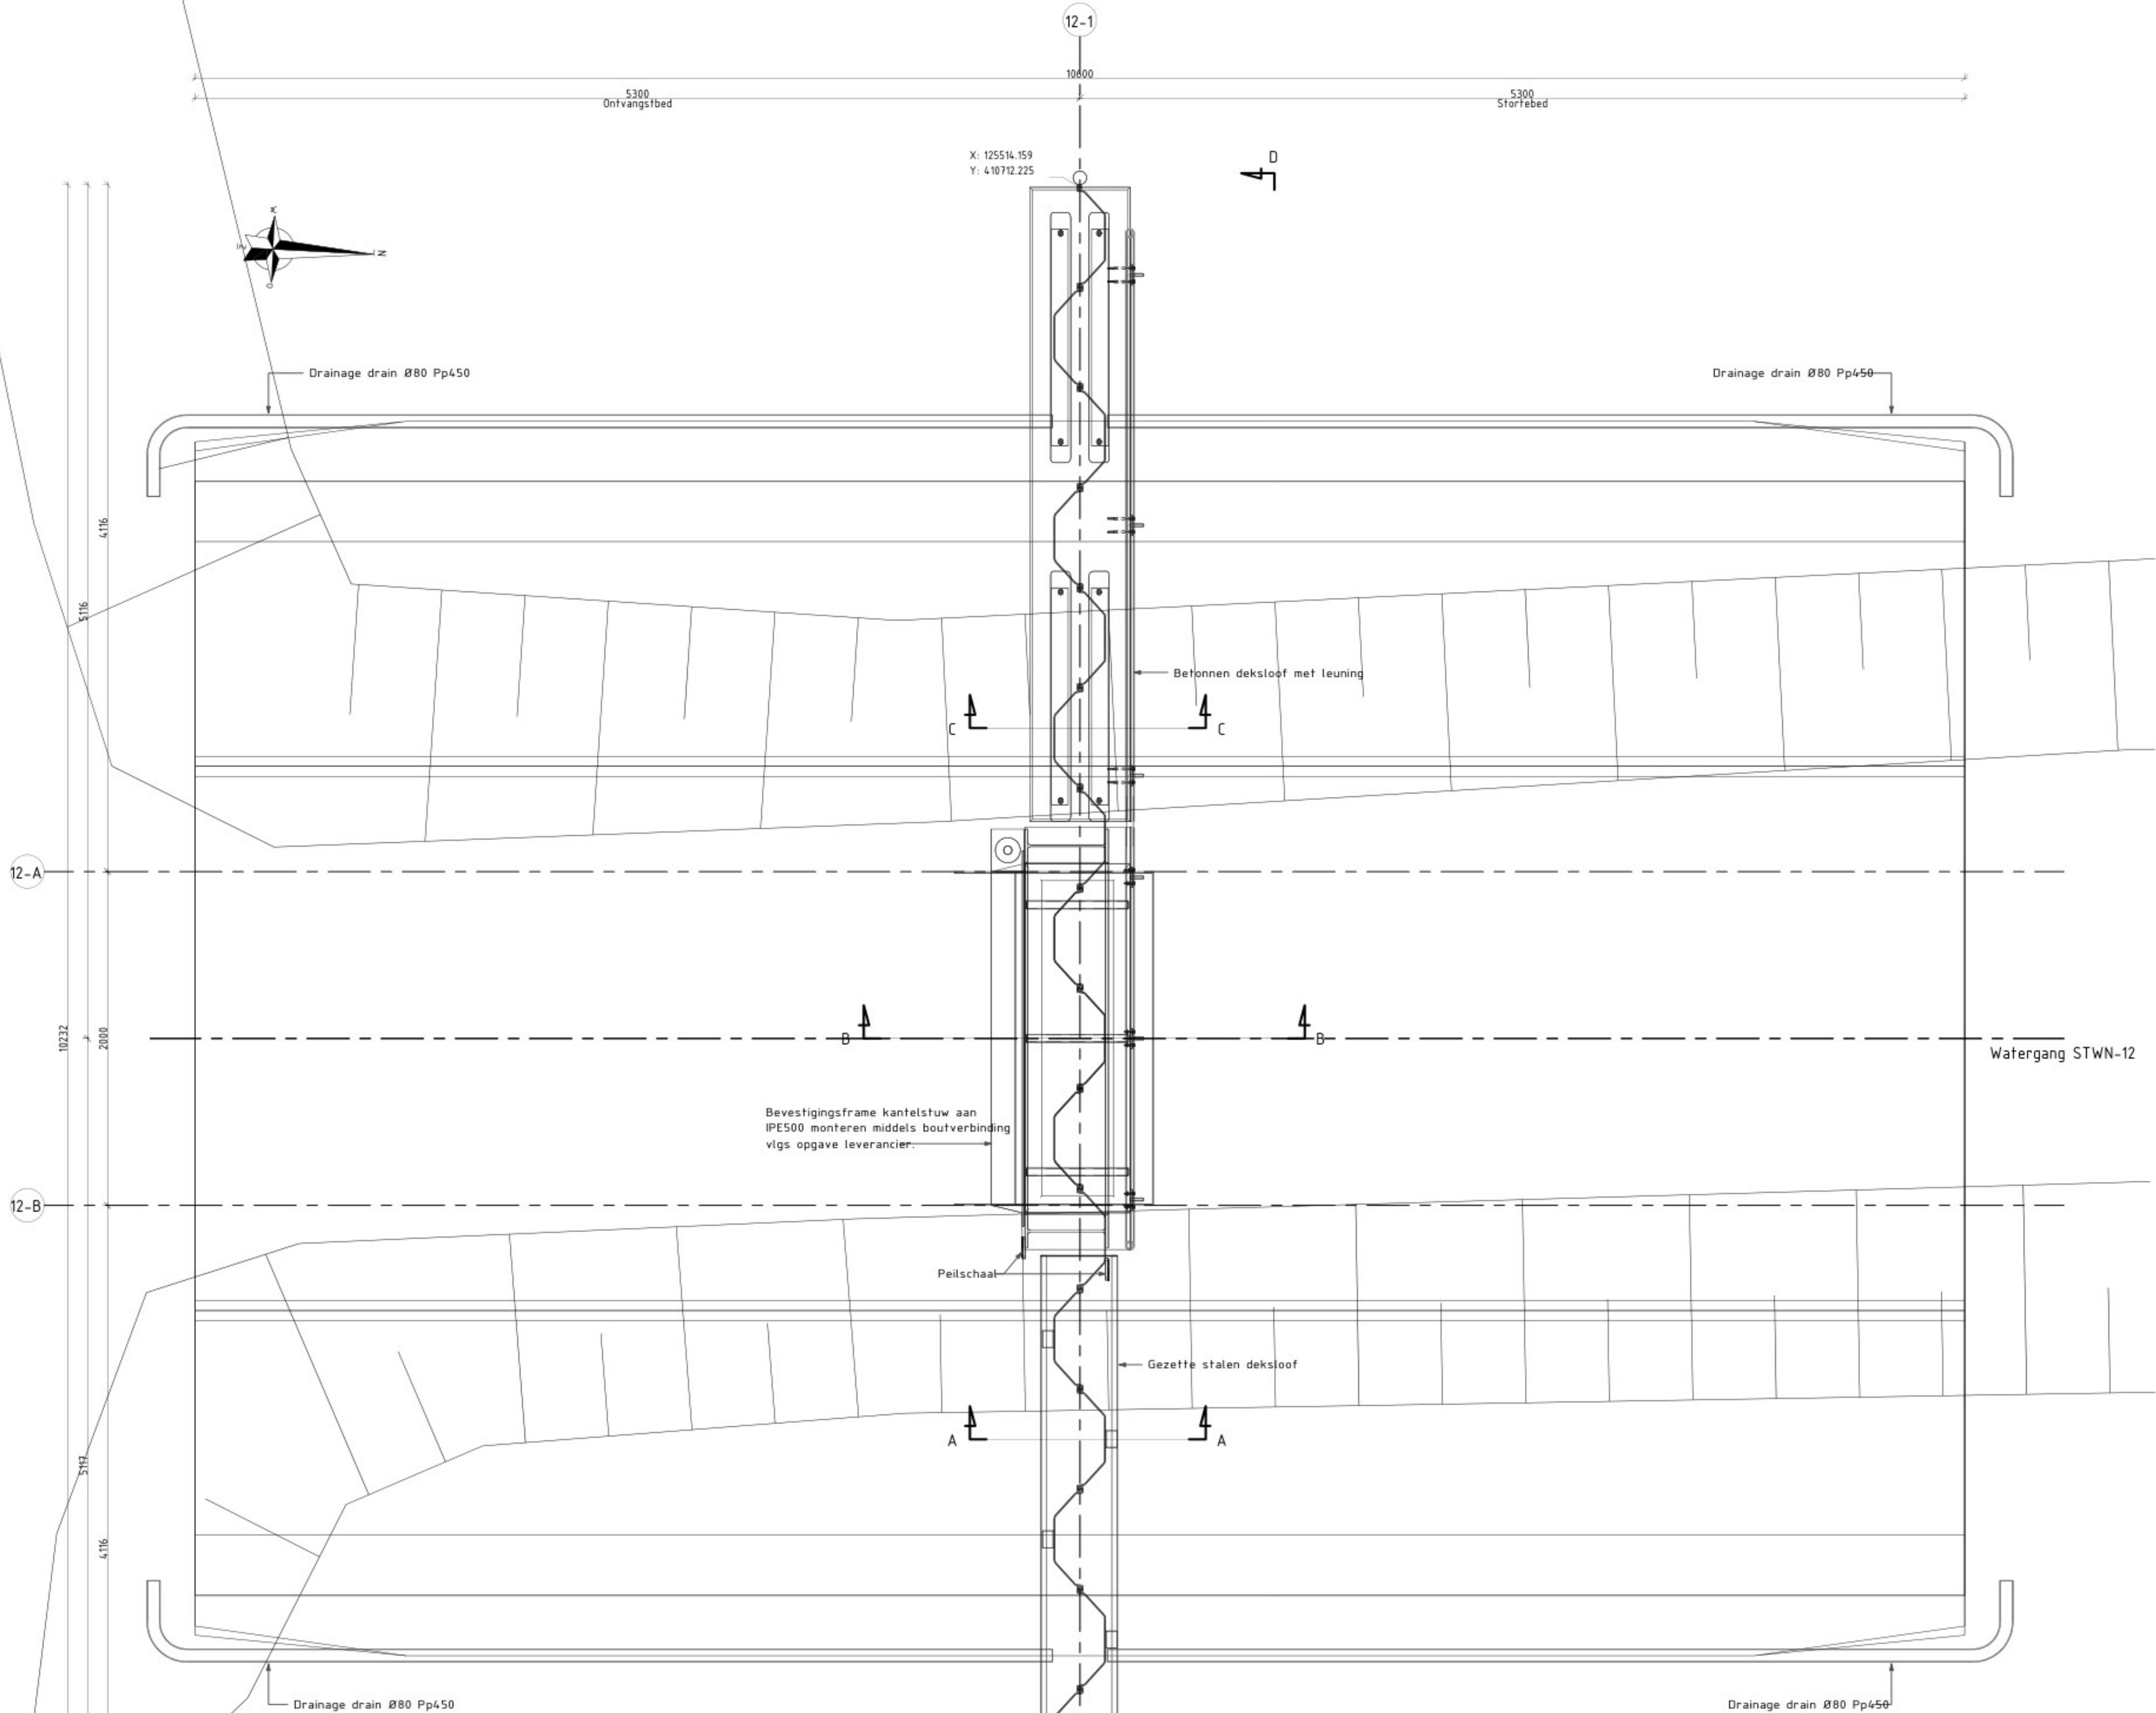 12-1
10600
5300
Ontvangstbed
5300
Stortebed
X: 125514.159
Y: 410712.225
D
W
Z
N
O
Drainage drain Ø80 Pp450
Drainage drain Ø80 Pp450
4116
5116
Betonnen deksloof met leuning
C
C
12-A
10232
2000
B
B
Watergang STWN-12
Bevestigingsframe kantelstuw aan
IPE500 monteren middels boutverbinding
vlgs opgave leverancier.
12-B
Peilschaal
Gezette stalen deksloof
A
A
5117
4116
Drainage drain Ø80 Pp450
Drainage drain Ø80 Pp450